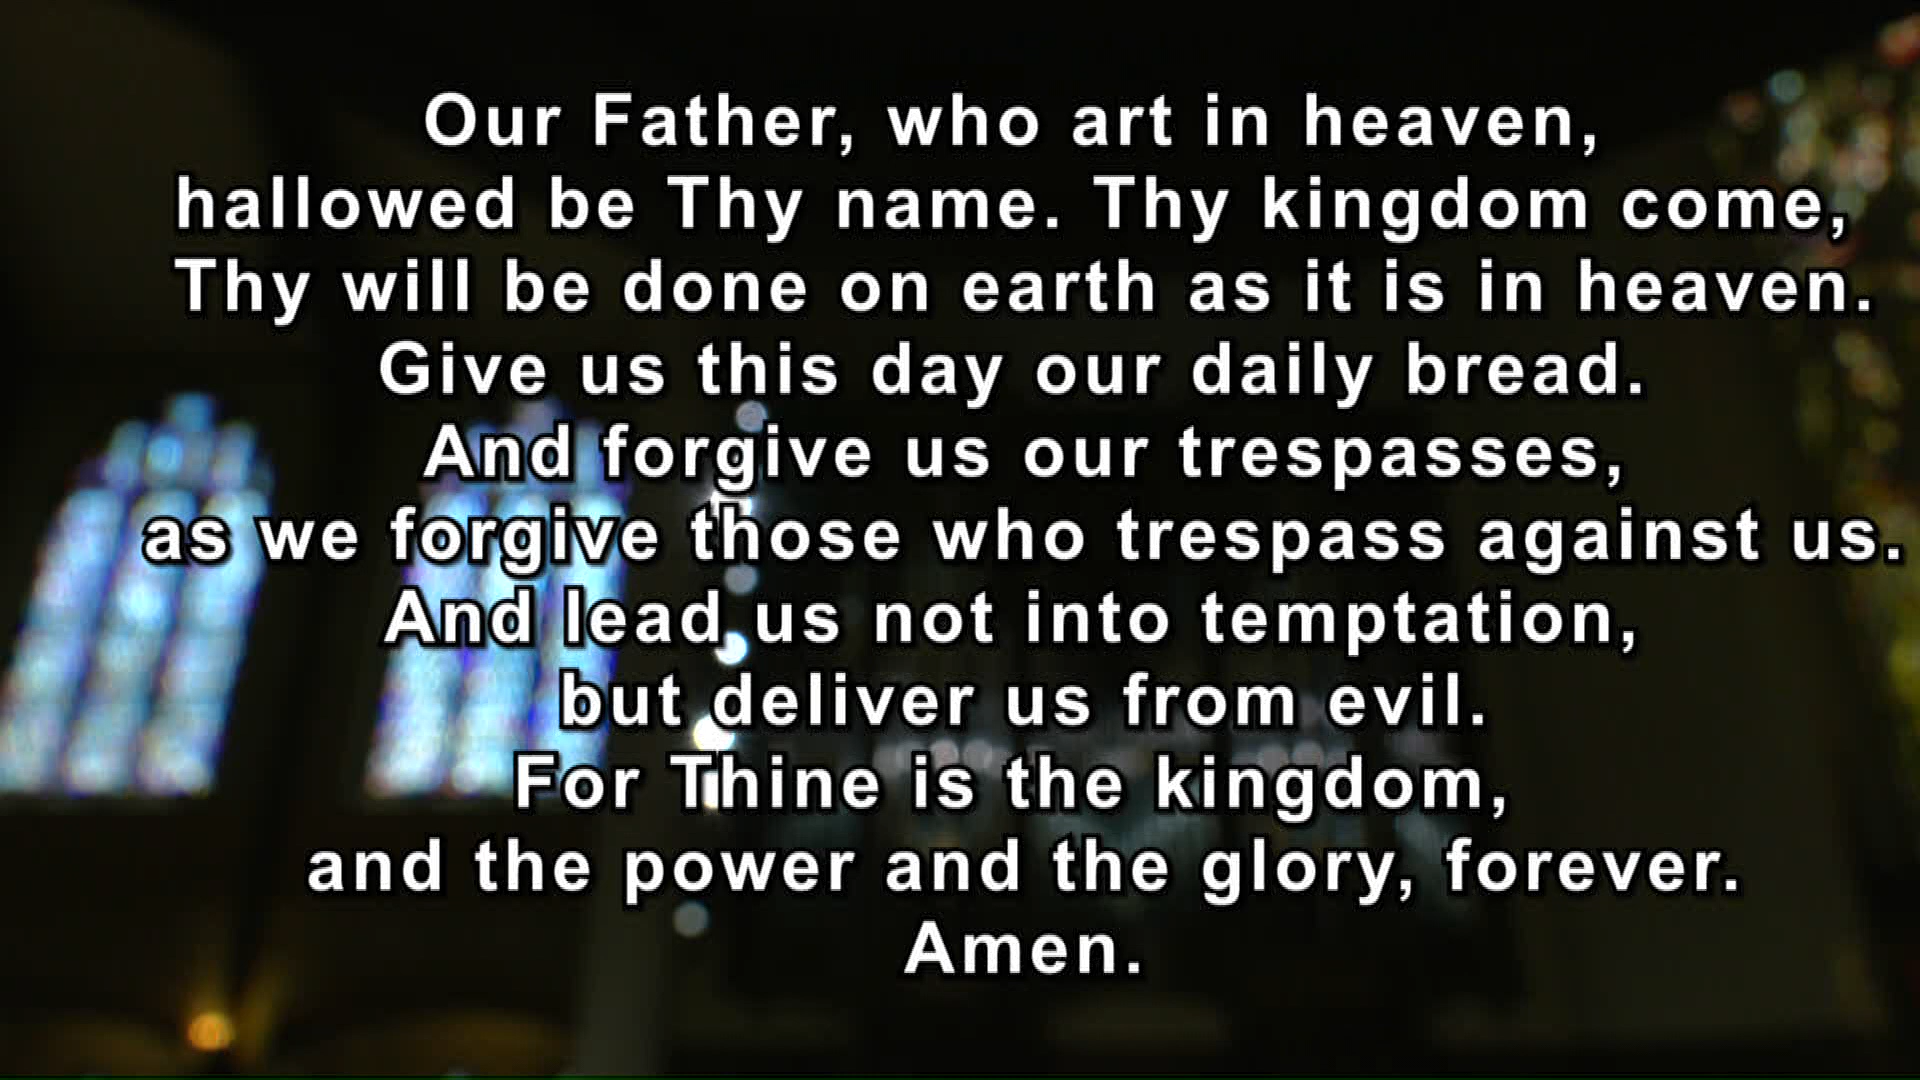 Our Father, who art in heaven,
hallowed be Thy name. Thy kingdom come,
Thy will be done on earth as it is in heaven.
Give us this day our daily bread.
And forgive us our trespasses,
as we forgive those who trespass against us.
And lead us not into temptation,
but deliver us from evil.
For Thine is the kingdom,
and the power and the glory, forever.
Amen.